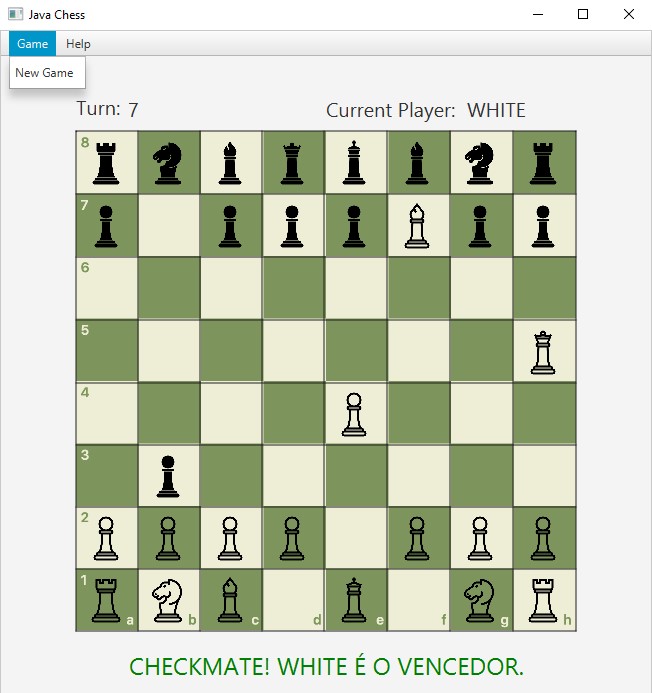 Java Chess
Game Help
New Game
Turn: 7 Current Player: WHITE
8
7
6
5
4
3
2
1
a b c d e f g h
CHECKMATE! WHITE É O VENCEDOR.